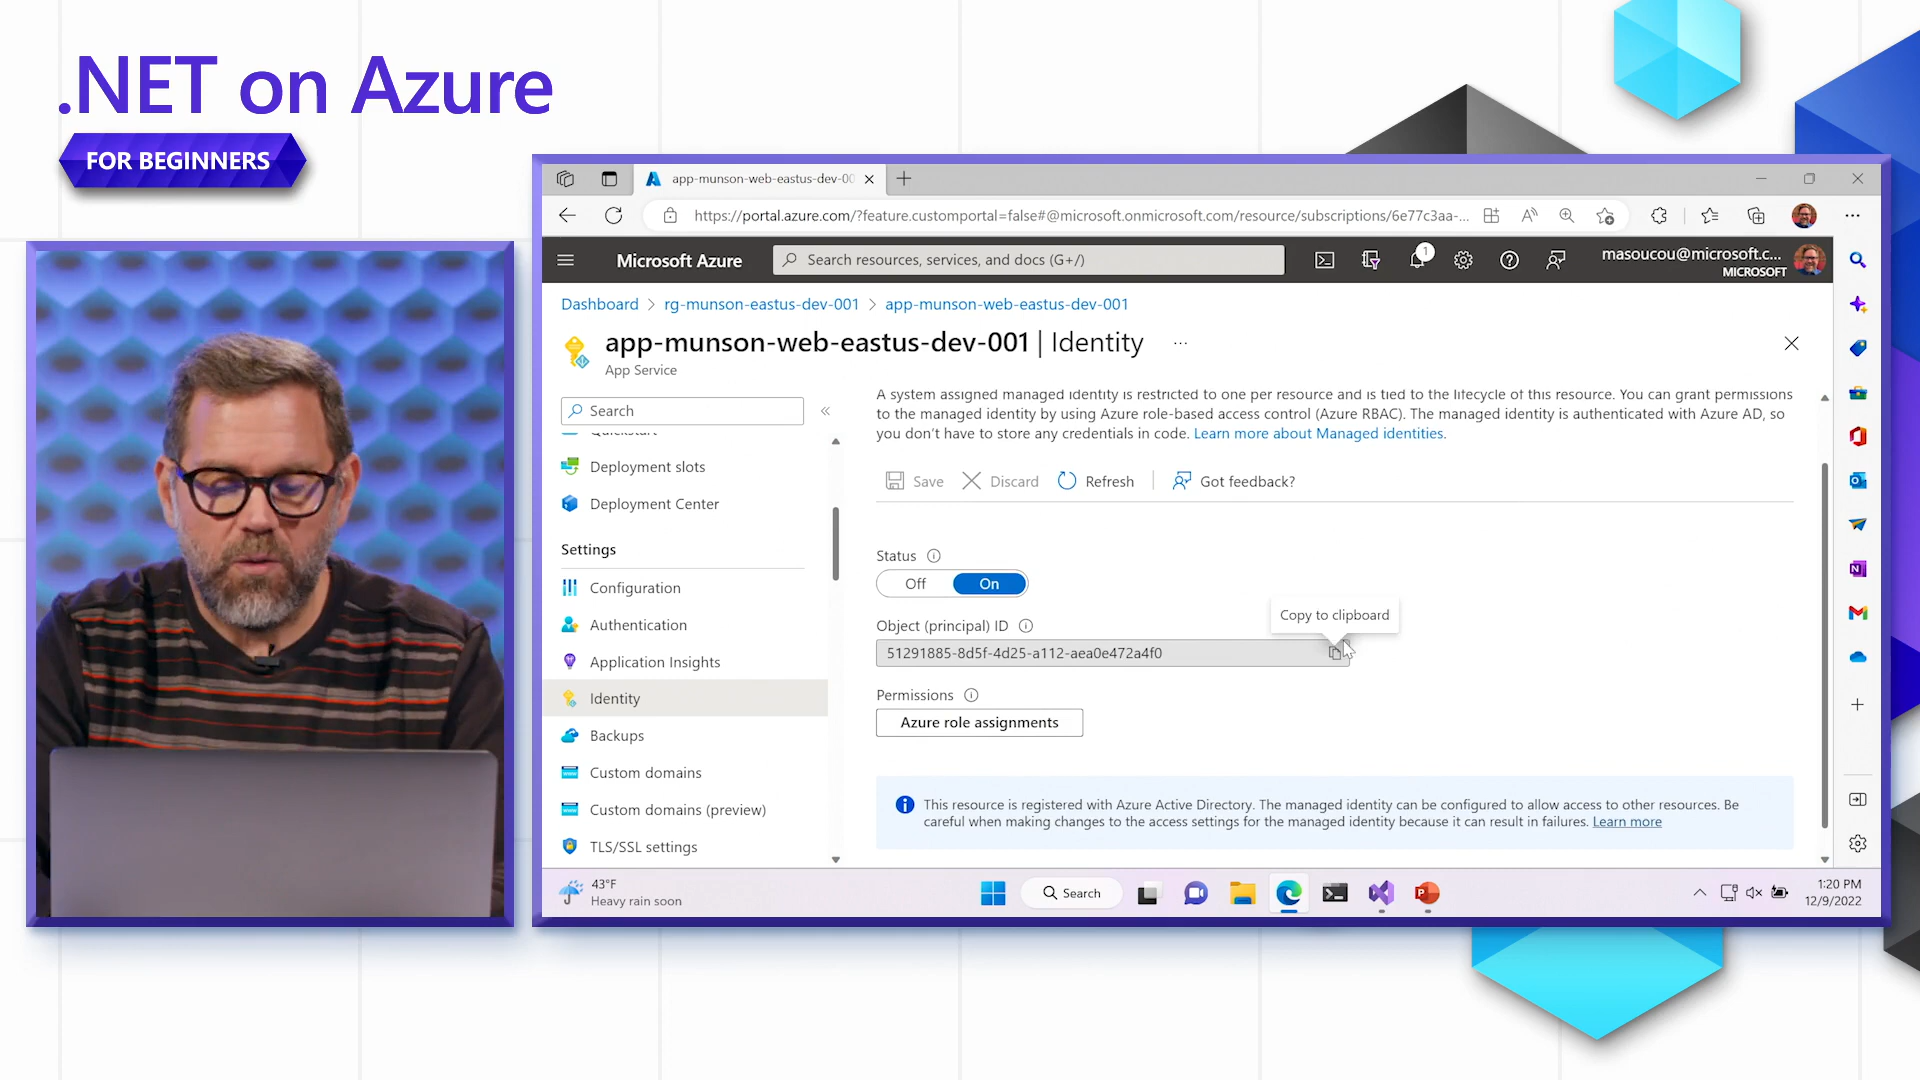 .NET on Azure
FOR BEGINNERS
app-munson-web-eastus-dev-00
https://portal.azure.com/?feature.customportal=false#@microsoft.onmicrosoft.com/resource/subscriptions/6e77c3aa-...
Microsoft Azure
Search resources, services, and docs (G+/)
1
masoucou@microsoft.c...
MICROSOFT
Dashboard > rg-munson-eastus-dev-001 > app-munson-web-eastus-dev-001
app-munson-web-eastus-dev-001 | Identity ...
App Service
Search
Quickstart
Deployment slots
Deployment Center
Settings
Configuration
Authentication
Application Insights
Identity
Backups
Custom domains
Custom domains (preview)
TLS/SSL settings
A system assigned managed identity is restricted to one per resource and is tied to the lifecycle of this resource. You can grant permissions
to the managed identity by using Azure role-based access control (Azure RBAC). The managed identity is authenticated with Azure AD, so
you don't have to store any credentials in code. Learn more about Managed identities.
Save Discard Refresh Got feedback?
Status
Off On
Copy to clipboard
Object (principal) ID
51291885-8d5f-4d25-a112-aea0e472a4f0
Permissions
Azure role assignments
This resource is registered with Azure Active Directory. The managed identity can be configured to allow access to other resources. Be
careful when making changes to the access settings for the managed identity because it can result in failures. Learn more
43°F
Heavy rain soon
Search
1:20 PM
12/9/2022